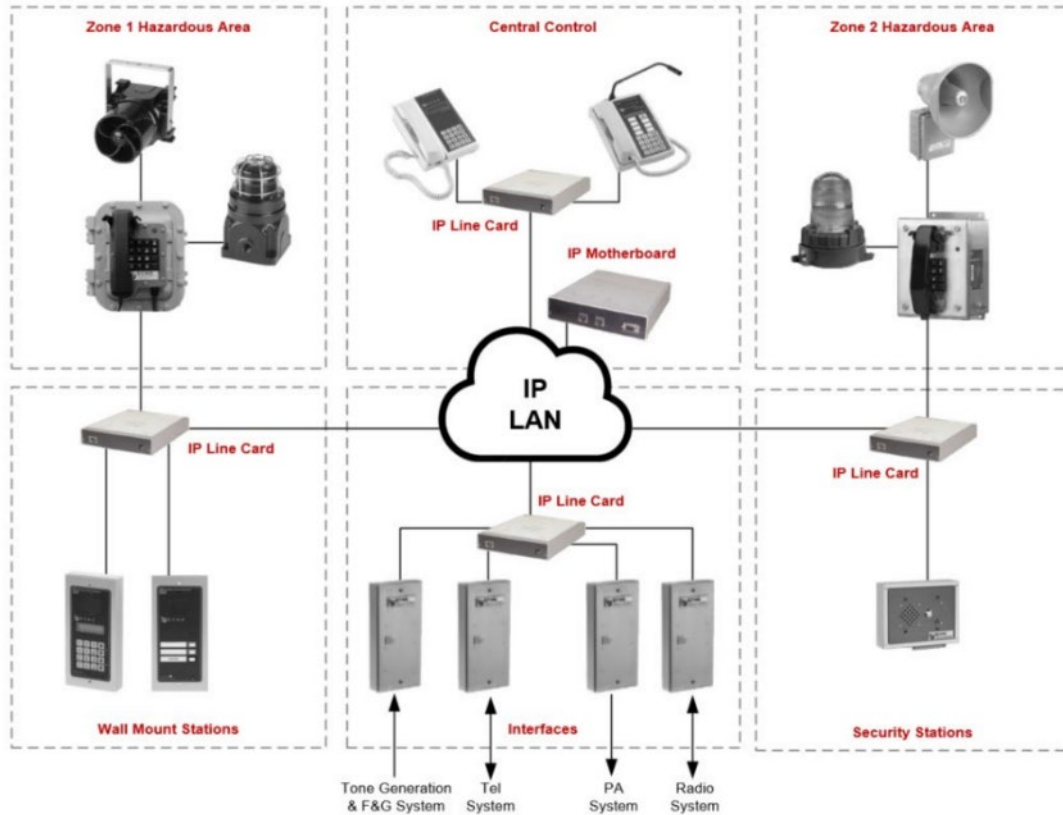 Zone 1 Hazardous Area
Central Control
Zone 2 Hazardous Area
IP Line Card
IP Motherboard
IP
LAN
IP Line Card
IP Line Card
IP Line Card
Wall Mount Stations
Interfaces
Security Stations
Tone Generation
& F&G System
Tel
System
PA
System
Radio
System